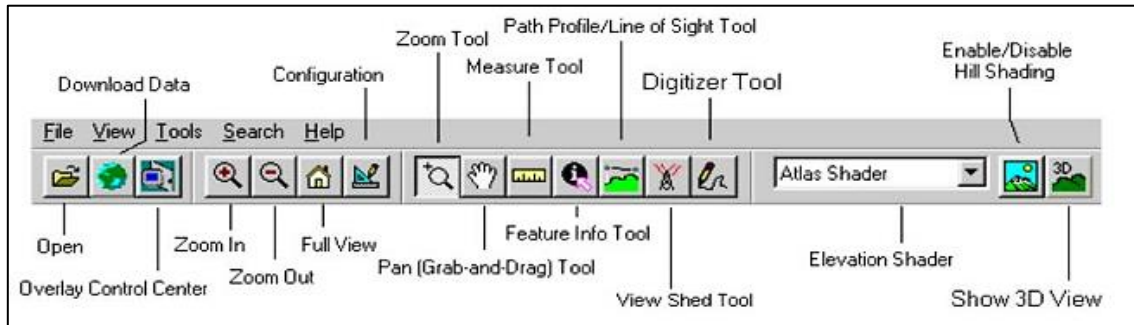 Path Profile/Line of Sight Tool
Zoom Tool
Enable/Disable
Hill Shading
Measure Tool
Configuration
Download Data
Digitizer Tool
File View Tools Search Help
Atlas Shader
3D
Open
Zoom In
Full View
Feature Info Tool
Pan (Grab-and-Drag) Tool
Elevation Shader
Overlay Control Center
Zoom Out
View Shed Tool
Show 3D View